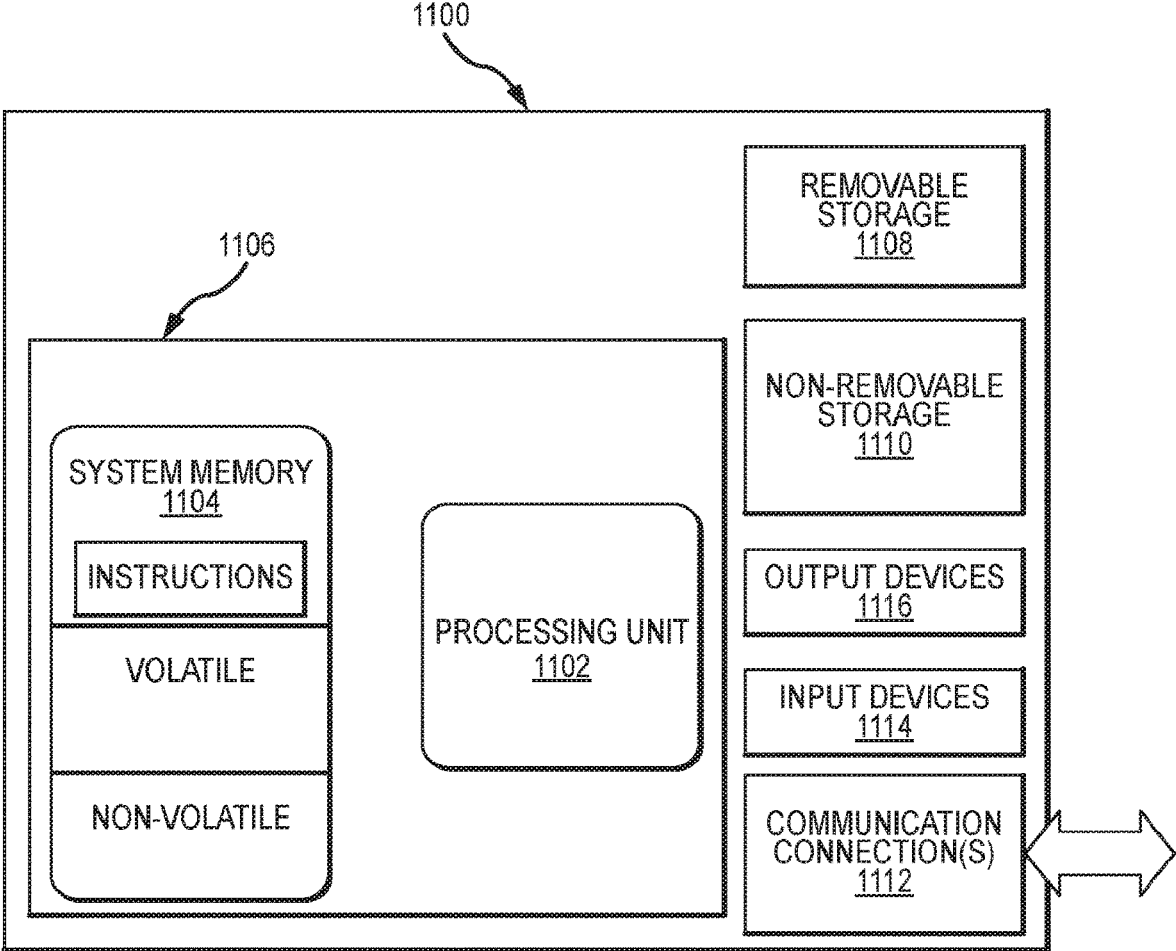 1100
1106
SYSTEM MEMORY
1104
INSTRUCTIONS
VOLATILE
NON-VOLATILE
PROCESSING UNIT
1102
REMOVABLE
STORAGE
1108
NON-REMOVABLE
STORAGE
1110
OUTPUT DEVICES
1116
INPUT DEVICES
1114
COMMUNICATION
CONNECTION(S)
1112